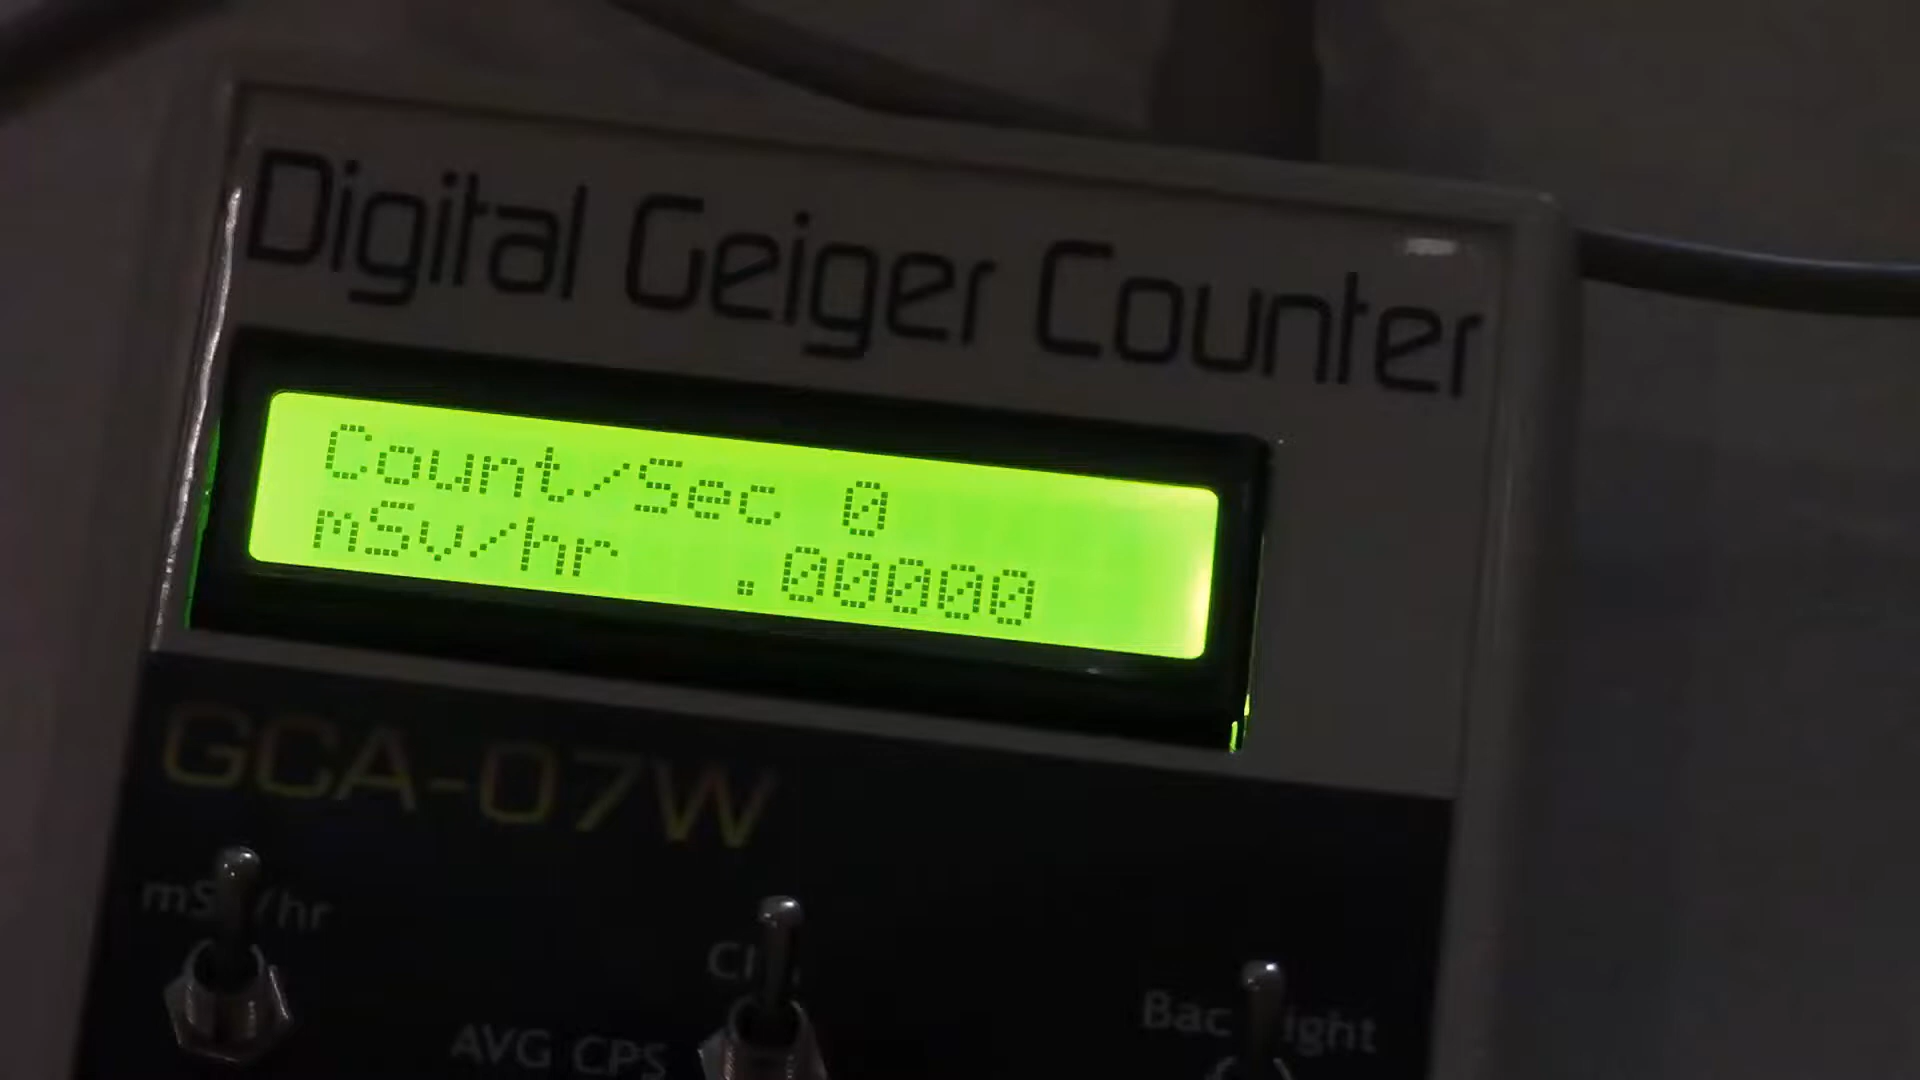 Digital Geiger Counter
Count/Sec 0
mSv/hr .00000
GCA-07W
AVG CPS